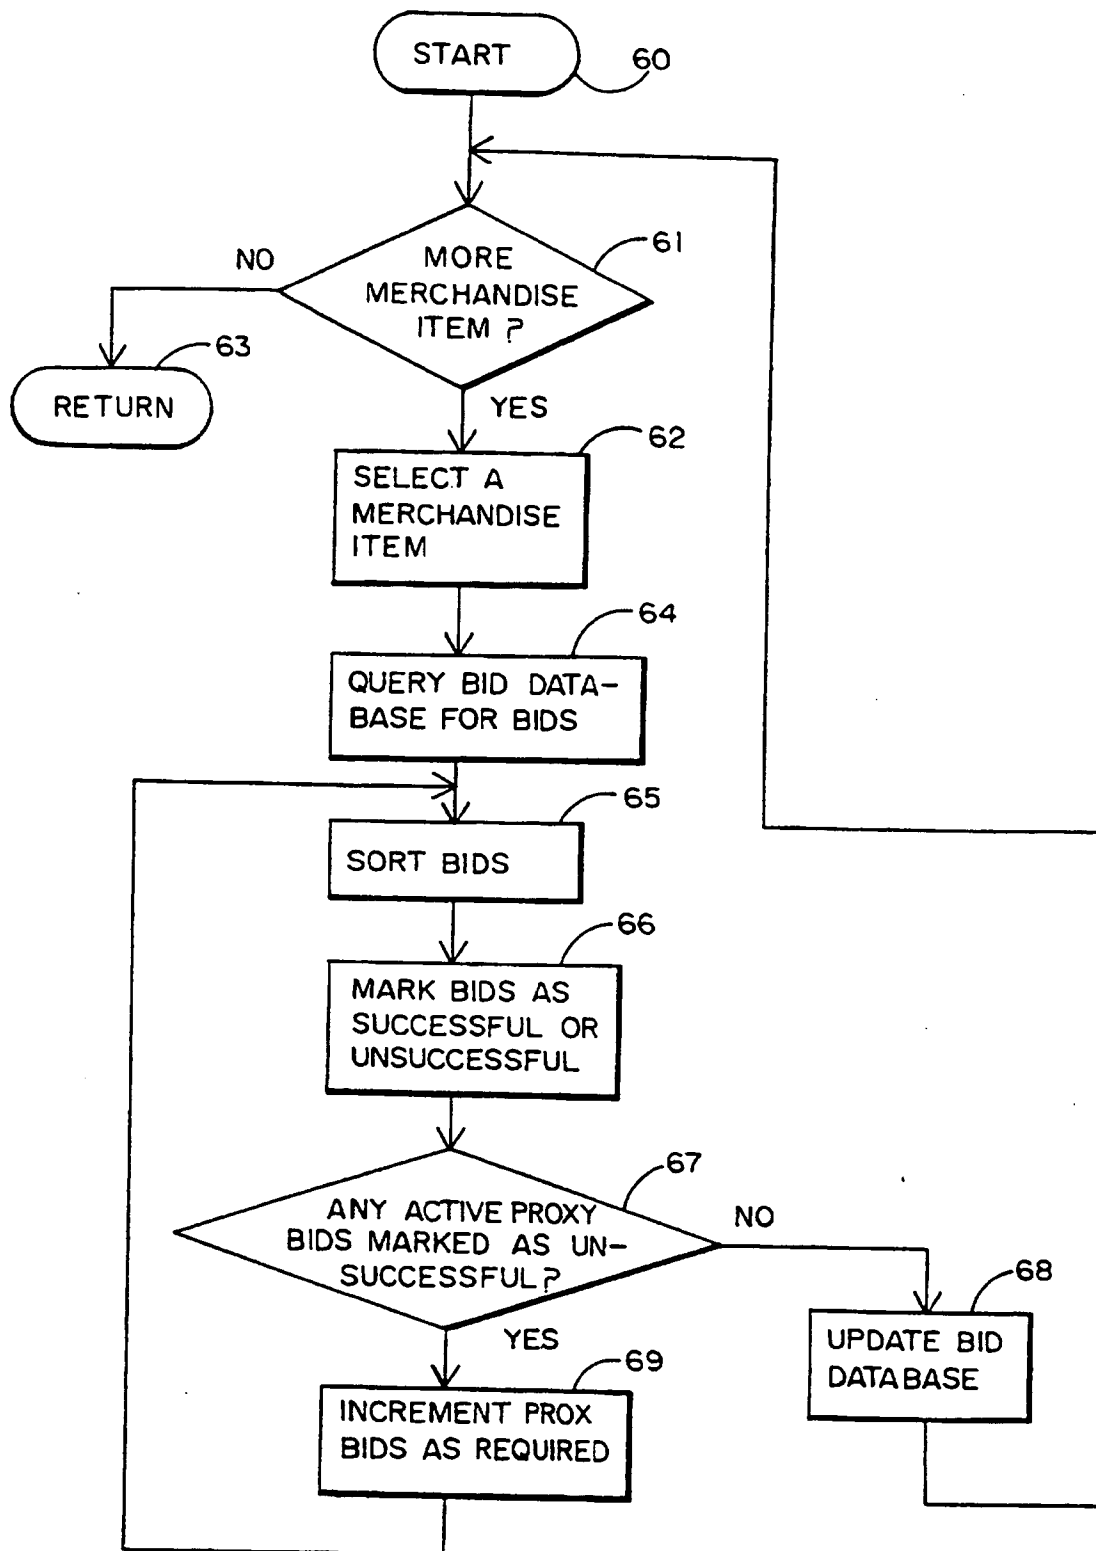 START
60
61
NO
MORE
MERCHANDISE
ITEM ?
63
RETURN
YES
62
SELECT A
MERCHANDISE
ITEM
64
QUERY BID DATA-
BASE FOR BIDS
65
SORT BIDS
66
MARK BIDS AS
SUCCESSFUL OR
UNSUCCESSFUL
67
ANY ACTIVE PROXY
BIDS MARKED AS UN-
SUCCESSFUL?
NO
68
YES
UPDATE BID
DATABASE
69
INCREMENT PROX
BIDS AS REQUIRED